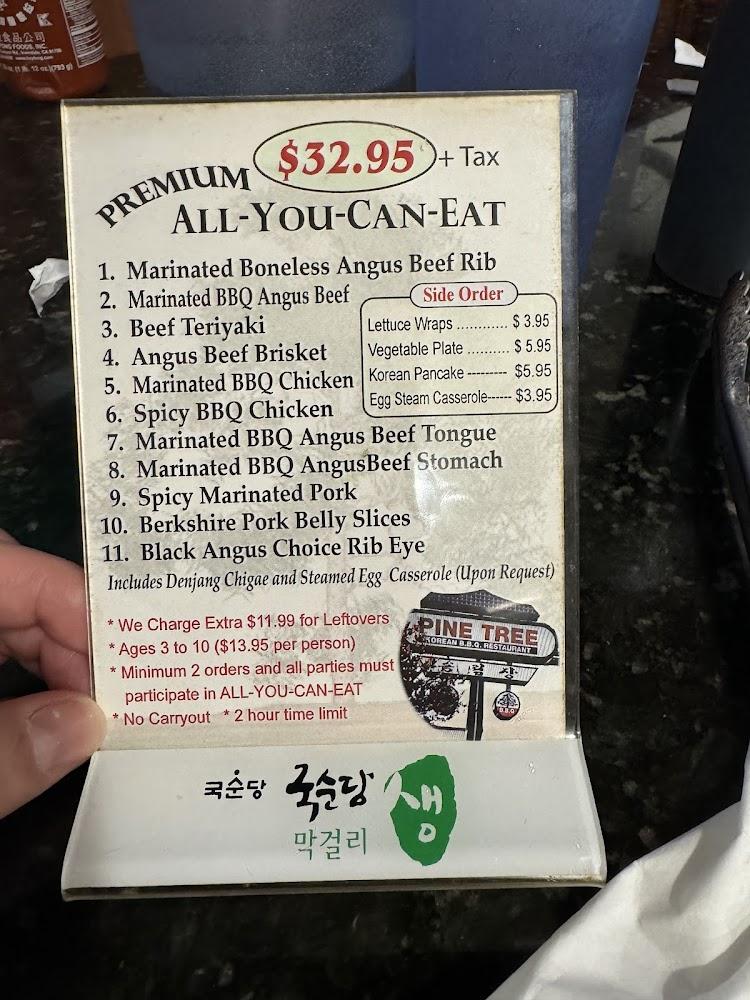 食品公司
FONG FOODS, INC.
PREMIUM
$32.95 + Tax
ALL-YOU-CAN-EAT
1. Marinated Boneless Angus Beef Rib
2. Marinated BBQ Angus Beef
3. Beef Teriyaki
4. Angus Beef Brisket
5. Marinated BBQ Chicken
6. Spicy BBQ Chicken
7. Marinated BBQ Angus Beef Tongue
8. Marinated BBQ AngusBeef Stomach
9. Spicy Marinated Pork
10. Berkshire Pork Belly Slices
11. Black Angus Choice Rib Eye
Side Order
Lettuce Wraps ............ $ 3.95
Vegetable Plate .......... $ 5.95
Korean Pancake --------- $5.95
Egg Steam Casserole------ $3.95
Includes Denjang Chigae and Steamed Egg Casserole (Upon Request)
* We Charge Extra $11.99 for Leftovers
* Ages 3 to 10 ($13.95 per person)
* Minimum 2 orders and all parties must
participate in ALL-YOU-CAN-EAT
* No Carryout * 2 hour time limit
PINE TREE
KOREAN B.B.Q. RESTAURANT
B.B.Q
국순당 국순당 생
막걸리